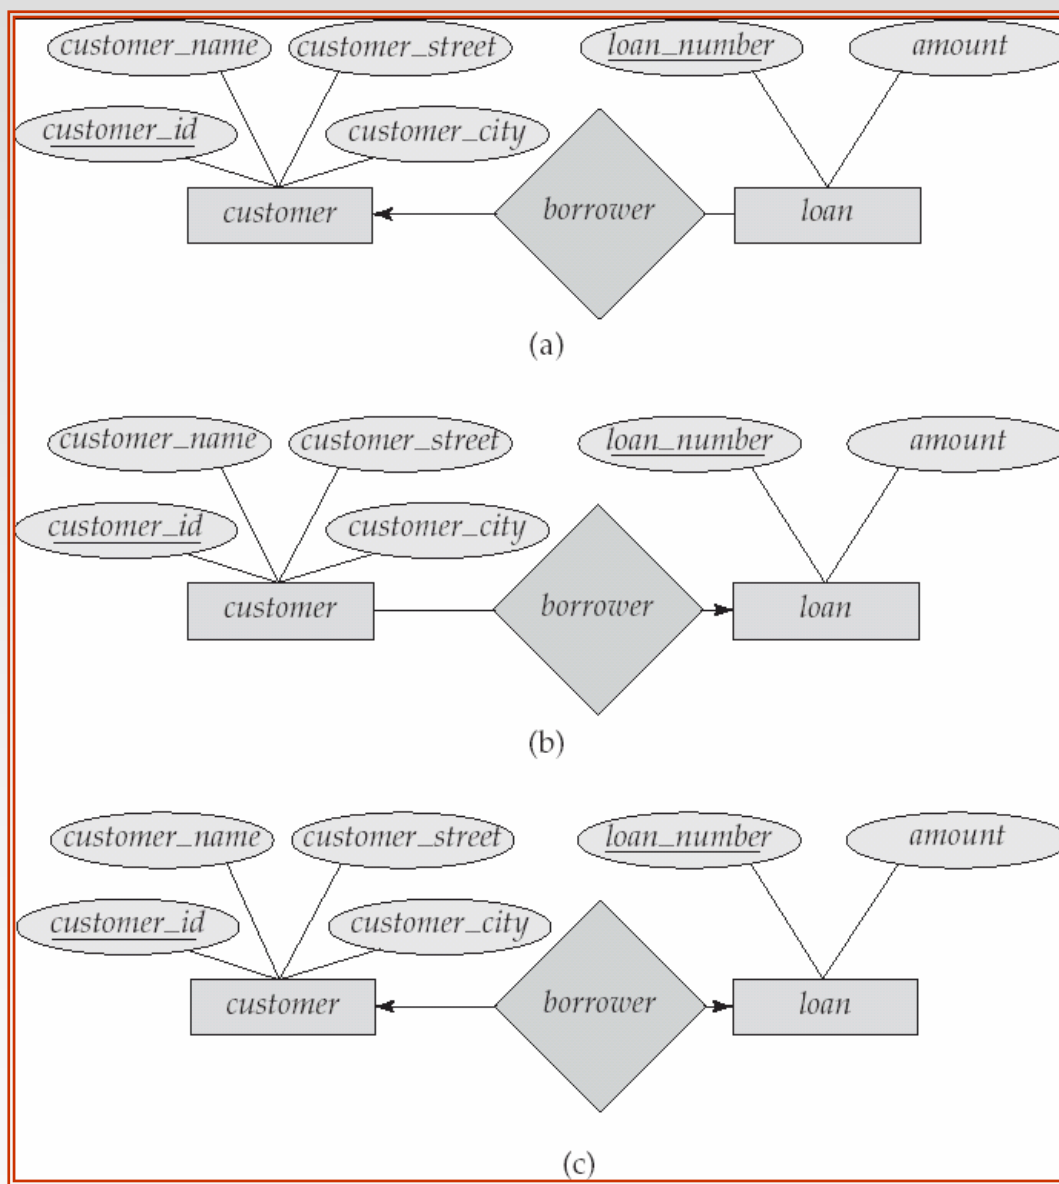 customer_name customer_street loan_number amount
customer_id customer_city
customer borrower loan
(a)
customer_name customer_street loan_number amount
customer_id customer_city
customer borrower loan
(b)
customer_name customer_street loan_number amount
customer_id customer_city
customer borrower loan
(c)